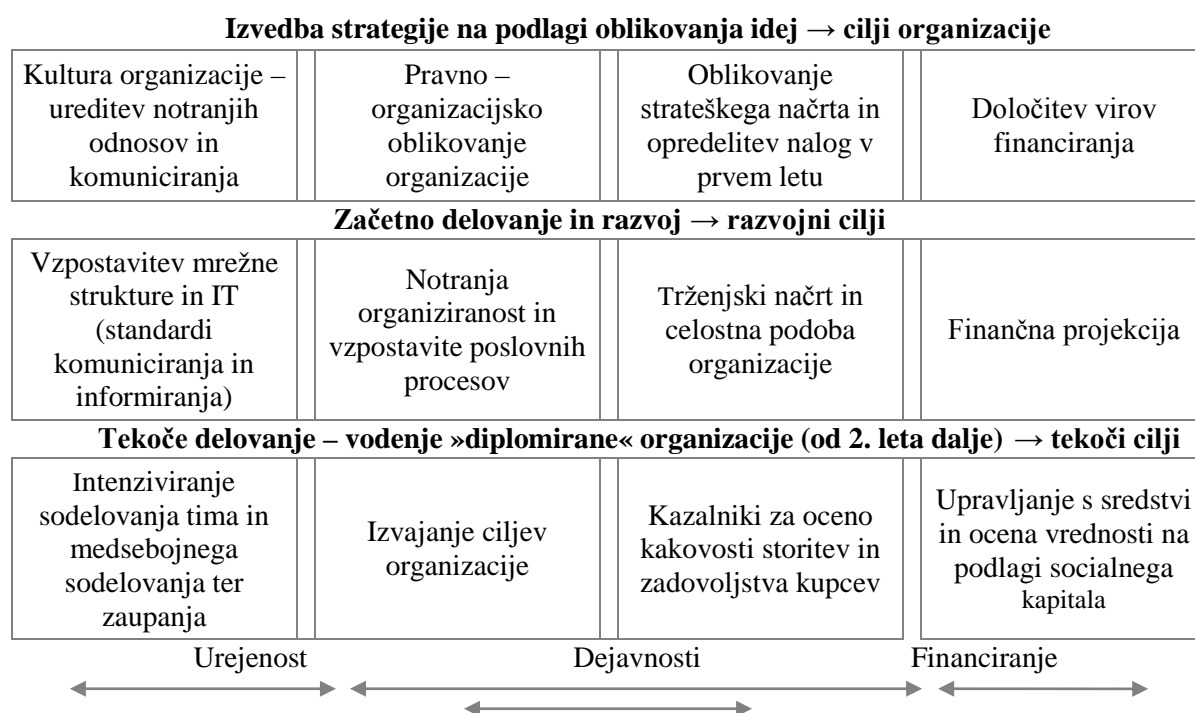 Izvedba strategije na podlagi oblikovanja idej → cilji organizacije
Kultura organizacije –
ureditev notranjih
odnosov in
komuniciranja
Pravno –
organizacijsko
oblikovanje
organizacije
Oblikovanje
strateškega načrta in
opredelitev nalog v
prvem letu
Določitev virov
financiranja
Začetno delovanje in razvoj → razvojni cilji
Vzpostavitev mrežne
strukture in IT
(standardi
komuniciranja in
informiranja)
Notranja
organiziranost in
vzpostavite poslovnih
procesov
Trženjski načrt in
celostna podoba
organizacije
Finančna projekcija
Tekoče delovanje – vodenje »diplomirane« organizacije (od 2. leta dalje) → tekoči cilji
Intenziviranje
sodelovanja tima in
medsebojnega
sodelovanja ter
zaupanja
Izvajanje ciljev
organizacije
Kazalniki za oceno
kakovosti storitev in
zadovoljstva kupcev
Upravljanje s sredstvi
in ocena vrednosti na
podlagi socialnega
kapitala
Urejenost
Dejavnosti
Financiranje